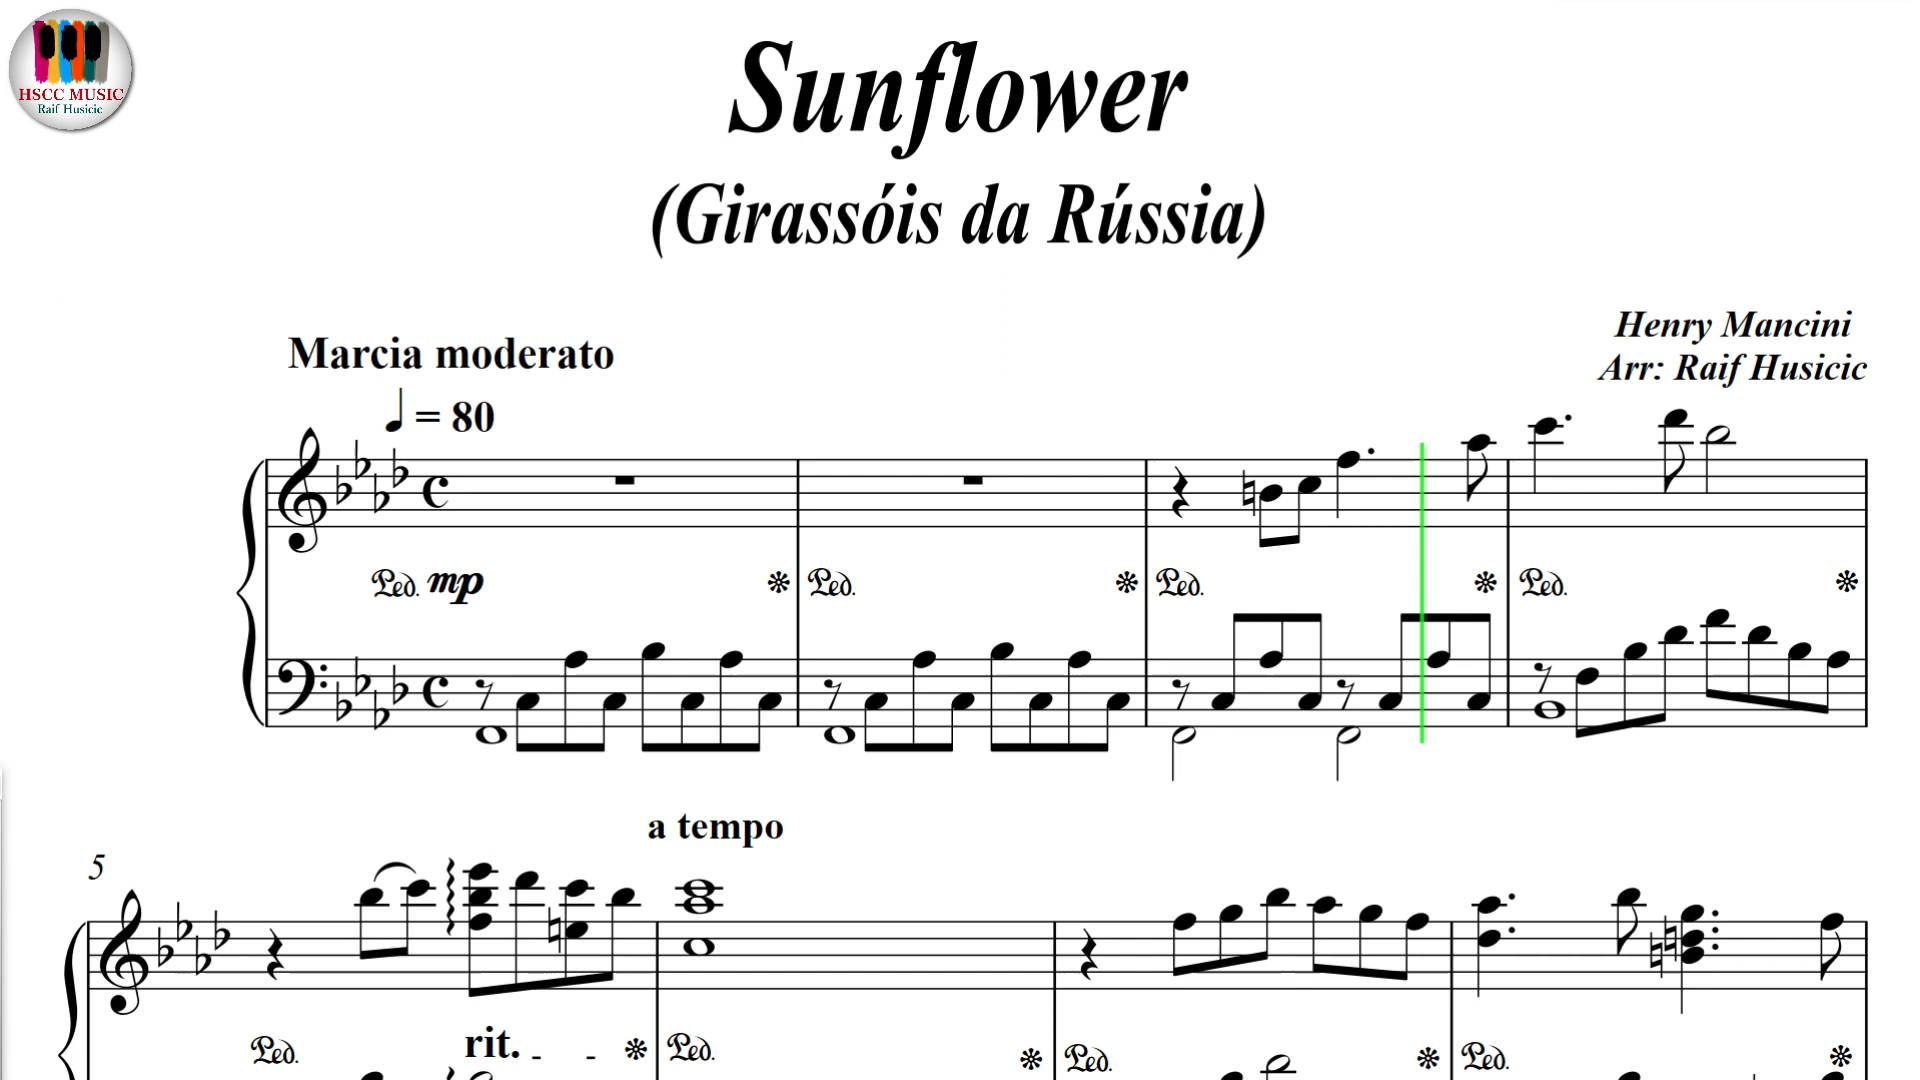 HSCC MUSIC
Raif Husicic
Sunflower
(Girassóis da Rússia)
Henry Mancini
Arr: Raif Husicic
Marcia moderato
♩ = 80
mp
Ped. * Ped. * Ped. * Ped. *
a tempo
5
rit. - -
Ped. * Ped. * Ped. * Ped. *